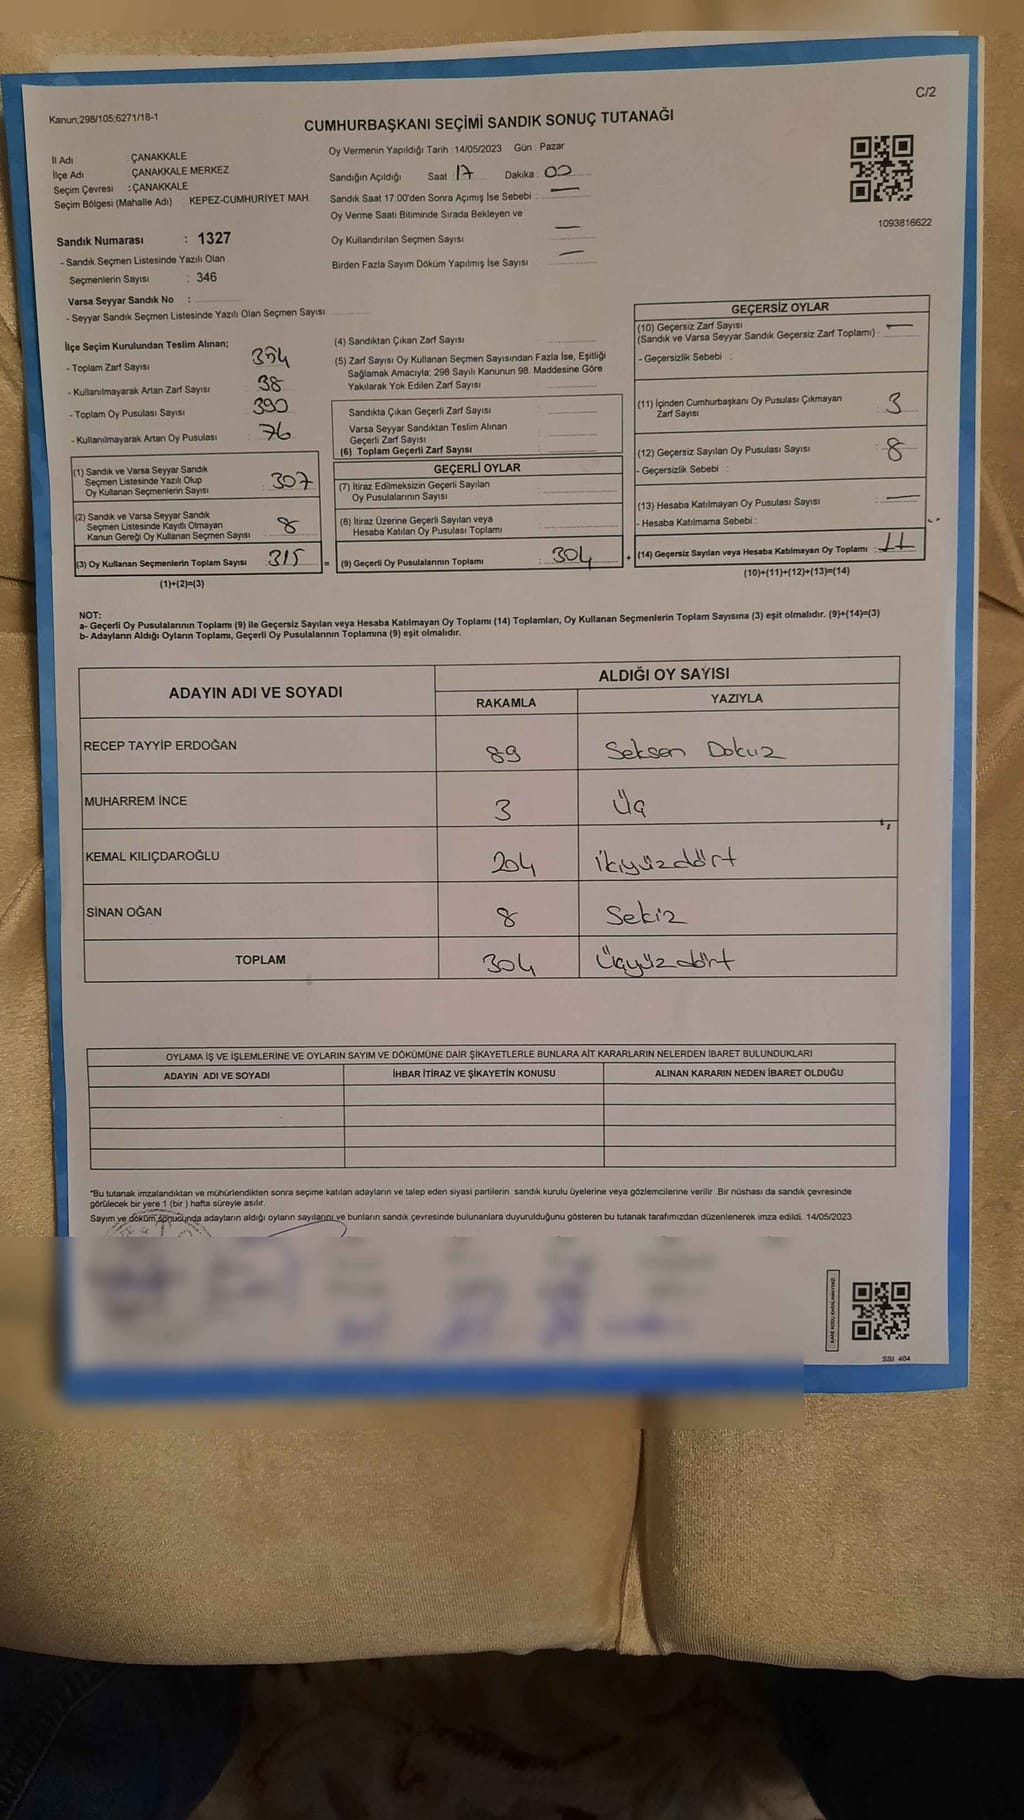 C/2
Kanun;298/105;6271/18-1
CUMHURBAŞKANI SEÇİMİ SANDIK SONUÇ TUTANAĞI
İl Adı : ÇANAKKALE
İlçe Adı : ÇANAKKALE MERKEZ
Seçim Çevresi : ÇANAKKALE
Seçim Bölgesi (Mahalle Adı) : KEPEZ-CUMHURİYET MAH.
Oy Vermenin Yapıldığı Tarih : 14/05/2023 Gün : Pazar
Sandığın Açıldığı Saat : 17 Dakika : 00
Sandık Saat 17:00'den Sonra Açımış İse Sebebi : —
Oy Verme Saati Bitiminde Sırada Bekleyen ve
Oy Kullandırılan Seçmen Sayısı : —
Birden Fazla Sayım Döküm Yapılmış İse Sayısı : —
1093816622
Sandık Numarası : 1327
- Sandık Seçmen Listesinde Yazılı Olan
Seçmenlerin Sayısı : 346
Varsa Seyyar Sandık No :
- Seyyar Sandık Seçmen Listesinde Yazılı Olan Seçmen Sayısı:
İlçe Seçim Kurulundan Teslim Alınan;
- Toplam Zarf Sayısı : 354
- Kullanılmayarak Artan Zarf Sayısı : 38
- Toplam Oy Pusulası Sayısı : 390
- Kullanılmayarak Artan Oy Pusulası : 76
(1) Sandık ve Varsa Seyyar Sandık
Seçmen Listesinde Yazılı Olup
Oy Kullanan Seçmenlerin Sayısı : 307
(2) Sandık ve Varsa Seyyar Sandık
Seçmen Listesinde Kayıtlı Olmayan
Kanun Gereği Oy Kullanan Seçmen Sayısı : 8
(3) Oy Kullanan Seçmenlerin Toplam Sayısı : 315 =
(1)+(2)=(3)
(4) Sandıktan Çıkan Zarf Sayısı :
(5) Zarf Sayısı Oy Kullanan Seçmen Sayısından Fazla İse, Eşitliği
Sağlamak Amacıyla; 298 Sayılı Kanunun 98. Maddesine Göre
Yakılarak Yok Edilen Zarf Sayısı :
Sandıkta Çıkan Geçerli Zarf Sayısı :
Varsa Seyyar Sandıktan Teslim Alınan
Geçerli Zarf Sayısı :
(6) Toplam Geçerli Zarf Sayısı :
GEÇERLİ OYLAR
(7) İtiraz Edilmeksizin Geçerli Sayılan
Oy Pusulalarının Sayısı :
(8) İtiraz Üzerine Geçerli Sayılan veya
Hesaba Katılan Oy Pusulası Toplamı :
(9) Geçerli Oy Pusulalarının Toplamı : 304 +
GEÇERSİZ OYLAR
(10) Geçersiz Zarf Sayısı
(Sandık ve Varsa Seyyar Sandık Geçersiz Zarf Toplamı) : —
- Geçersizlik Sebebi :
(11) İçinden Cumhurbaşkanı Oy Pusulası Çıkmayan
Zarf Sayısı : 3
(12) Geçersiz Sayılan Oy Pusulası Sayısı : 8
- Geçersizlik Sebebi :
(13) Hesaba Katılmayan Oy Pusulası Sayısı : —
- Hesaba Katılmama Sebebi :
(14) Geçersiz Sayılan veya Hesaba Katılmayan Oy Toplamı : 11
(10)+(11)+(12)+(13)=(14)
NOT:
a- Geçerli Oy Pusulalarının Toplamı (9) ile Geçersiz Sayılan veya Hesaba Katılmayan Oy Toplamı (14) Toplamları, Oy Kullanan Seçmenlerin Toplam Sayısına (3) eşit olmalıdır. (9)+(14)=(3)
b- Adayların Aldığı Oyların Toplamı, Geçerli Oy Pusulalarının Toplamına (9) eşit olmalıdır.
ADAYIN ADI VE SOYADI ALDIĞI OY SAYISI
RAKAMLA YAZIYLA
RECEP TAYYİP ERDOĞAN 89 Seksen Dokuz
MUHARREM İNCE 3 Üç
KEMAL KILIÇDAROĞLU 204 İkiyüzdört
SİNAN OĞAN 8 Sekiz
TOPLAM 304 Üçyüzdört
OYLAMA İŞ VE İŞLEMLERİNE VE OYLARIN SAYIM VE DÖKÜMÜNE DAİR ŞİKAYETLERLE BUNLARA AİT KARARLARIN NELERDEN İBARET BULUNDUKLARI
ADAYIN ADI VE SOYADI İHBAR İTİRAZ VE ŞİKAYETİN KONUSU ALINAN KARARIN NEDEN İBARET OLDUĞU
*Bu tutanak imzalandıktan ve mühürlendikten sonra seçime katılan adayların ve talep eden siyasi partilerin sandık kurulu üyelerine veya gözlemcilerine verilir. Bir nüshası da sandık çevresinde
görülecek bir yere 1 (bir) hafta süreyle asılır.
Sayım ve döküm sonucunda adayların aldığı oyların sayılarını ve bunların sandık çevresinde bulunanlara duyurulduğunu gösteren bu tutanak tarafımızdan düzenlenerek imza edildi. 14/05/2023
SSI 404